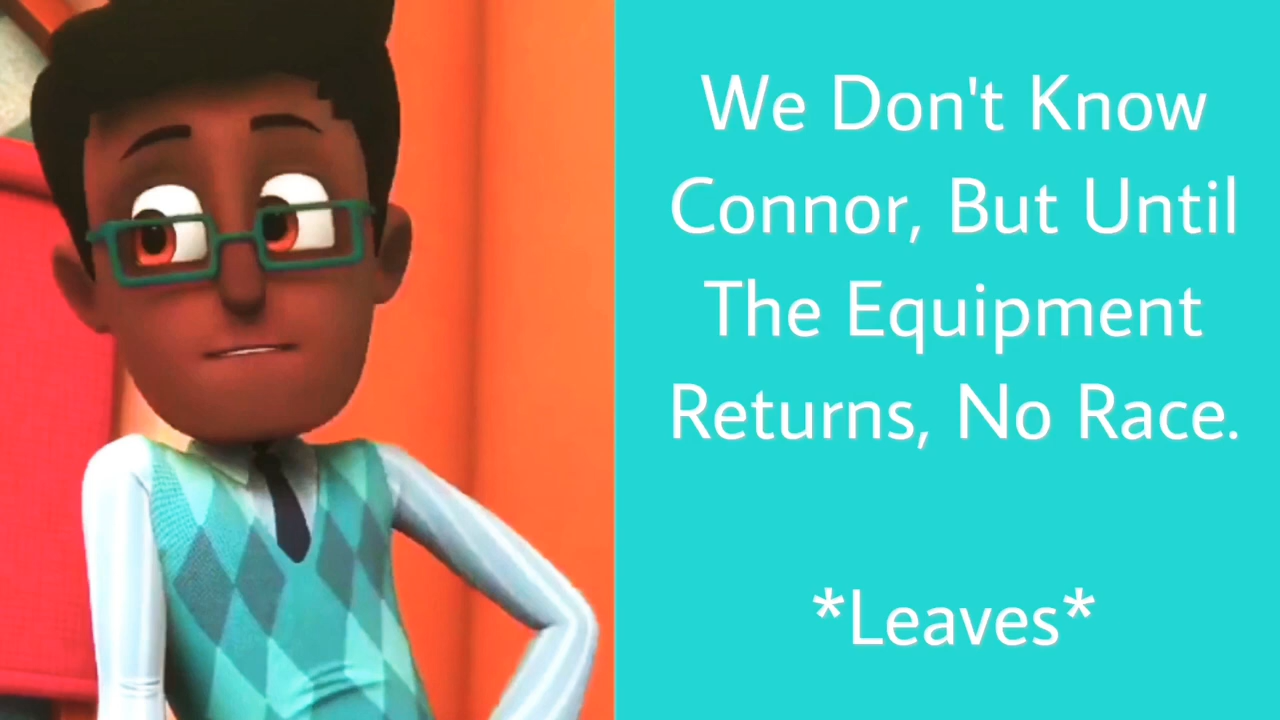 We Don't Know
Connor, But Until
The Equipment
Returns, No Race.
*Leaves*